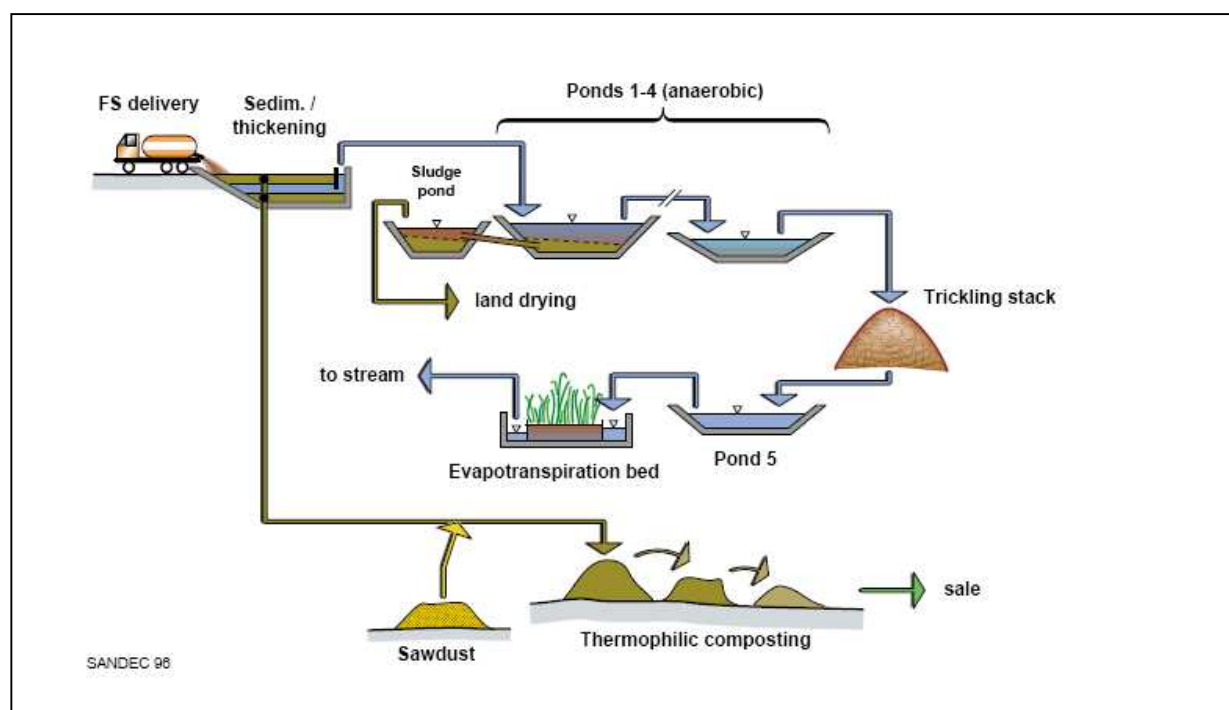 Ponds 1-4 (anaerobic)
FS delivery
Sedim. /
thickening
Sludge
pond
land drying
Trickling stack
to stream
Evapotranspiration bed
Pond 5
sale
Thermophilic composting
Sawdust
SANDEC 96